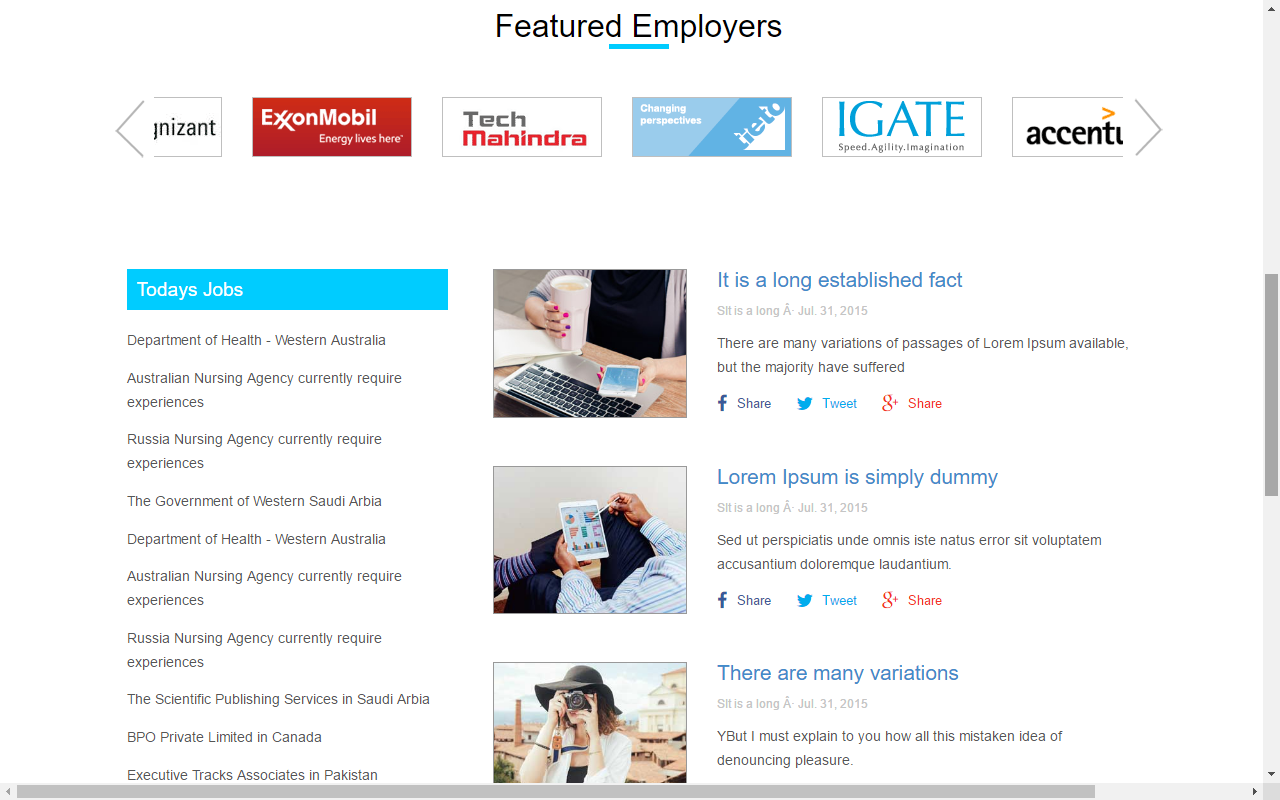 Featured Employers
gnizant
ExxonMobil
Energy lives here
Tech
Mahindra
Changing
perspectives
IGATE
Speed.Agility.Imagination
accentu
Todays Jobs
Department of Health - Western Australia
Australian Nursing Agency currently require
experiences
Russia Nursing Agency currently require
experiences
The Government of Western Saudi Arbia
Department of Health - Western Australia
Australian Nursing Agency currently require
experiences
Russia Nursing Agency currently require
experiences
The Scientific Publishing Services in Saudi Arbia
BPO Private Limited in Canada
Executive Tracks Associates in Pakistan
It is a long established fact
SIt is a long Â· Jul. 31, 2015
There are many variations of passages of Lorem Ipsum available,
but the majority have suffered
Share Tweet Share
Lorem Ipsum is simply dummy
SIt is a long Â· Jul. 31, 2015
Sed ut perspiciatis unde omnis iste natus error sit voluptatem
accusantium doloremque laudantium.
Share Tweet Share
There are many variations
SIt is a long Â· Jul. 31, 2015
YBut I must explain to you how all this mistaken idea of
denouncing pleasure.